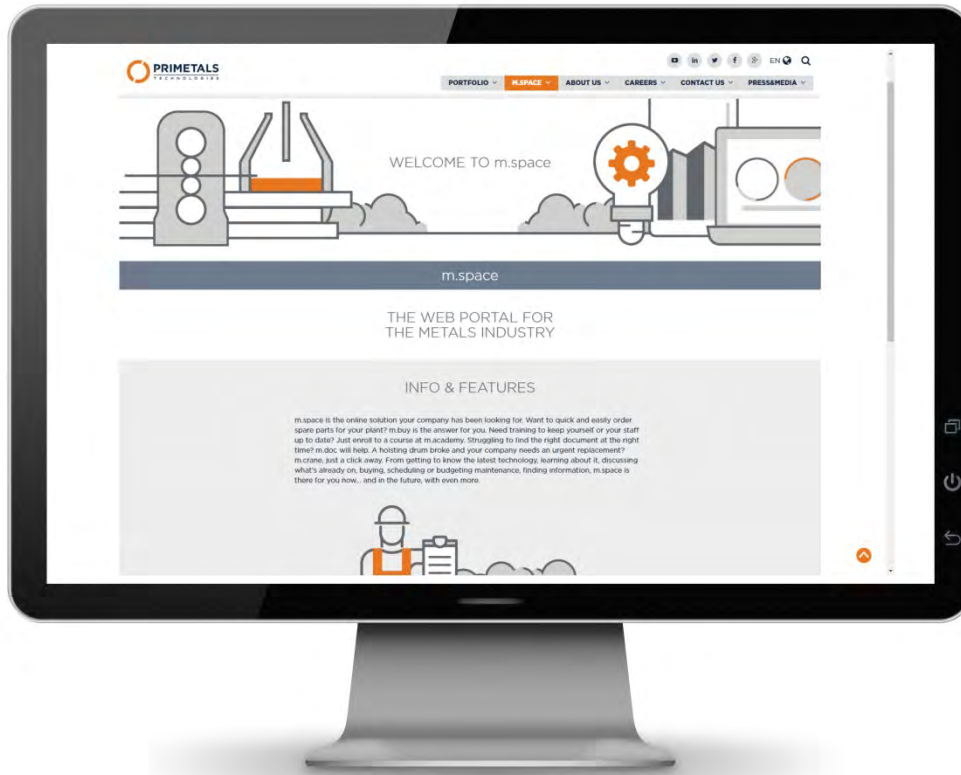 PRIMETALS
TECHNOLOGIES
EN
PORTFOLIO M.SPACE ABOUT US CAREERS CONTACT US PRESS&MEDIA
WELCOME TO m.space
m.space
THE WEB PORTAL FOR
THE METALS INDUSTRY
INFO & FEATURES
m.space is the online solution your company has been looking for. Want to quick and easily order
spare parts for your plant? m.buy is the answer for you. Need training to keep yourself or your staff
up to date? Just enroll to a course at m.academy. Struggling to find the right document at the right
time? m.doc will help. A hoisting drum broke and your company needs an urgent replacement?
m.crane, just a click away. From getting to know the latest technology, learning about it, discussing
what's already on, buying, scheduling or budgeting maintenance, finding information, m.space is
there for you now... and in the future, with even more.